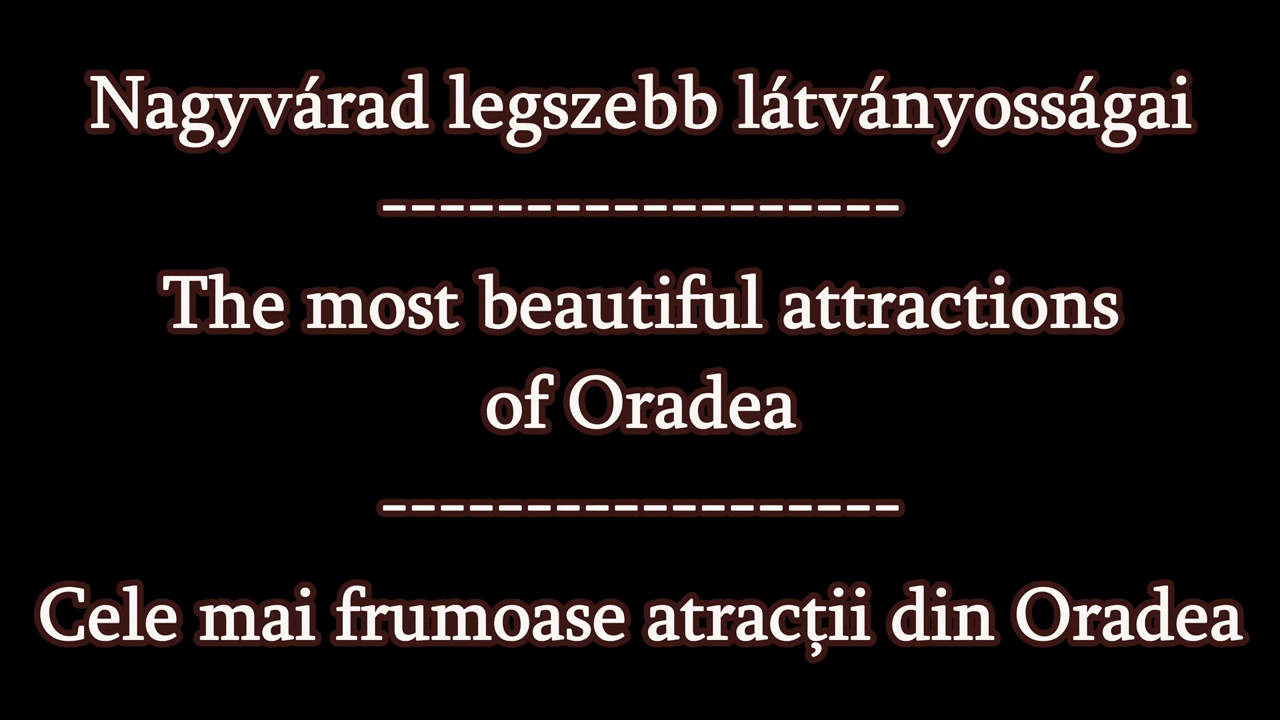 Nagyvárad legszebb látványosságai
------------------
The most beautiful attractions
of Oradea
------------------
Cele mai frumoase atracții din Oradea